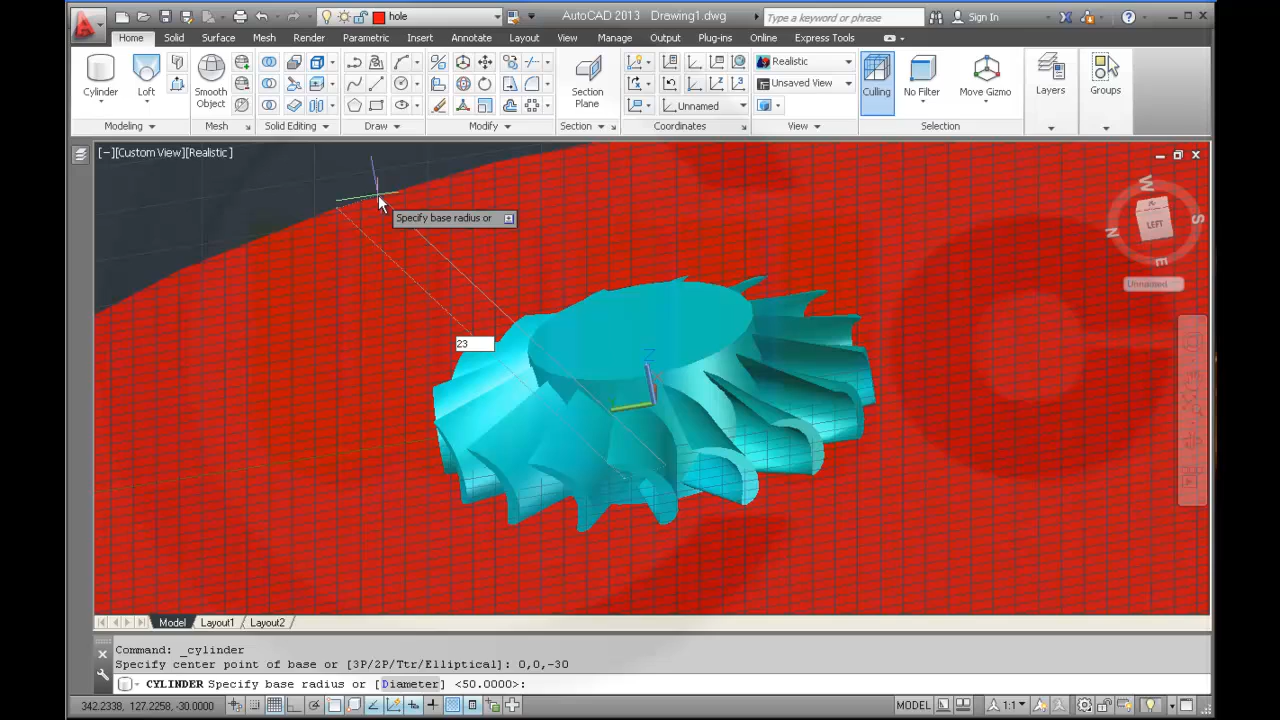 hole
AutoCAD 2013 Drawing1.dwg
Type a keyword or phrase
Sign In
Home Solid Surface Mesh Render Parametric Insert Annotate Layout View Manage Output Plug-ins Online Express Tools
Realistic
Unsaved View
Cylinder Loft Smooth Object Section Plane Unnamed Culling No Filter Move Gizmo Layers Groups
Modeling Mesh Solid Editing Draw Modify Section Coordinates View Selection
[−][Custom View][Realistic]
W
N LEFT S
E
Unnamed
Specify base radius or
23
Z
Model Layout1 Layout2
Command: _cylinder
Specify center point of base or [3P/2P/Ttr/Elliptical]: 0,0,-30
CYLINDER Specify base radius or [Diameter] <50.0000>:
342.2338, 127.2258, -30.0000
MODEL
1:1